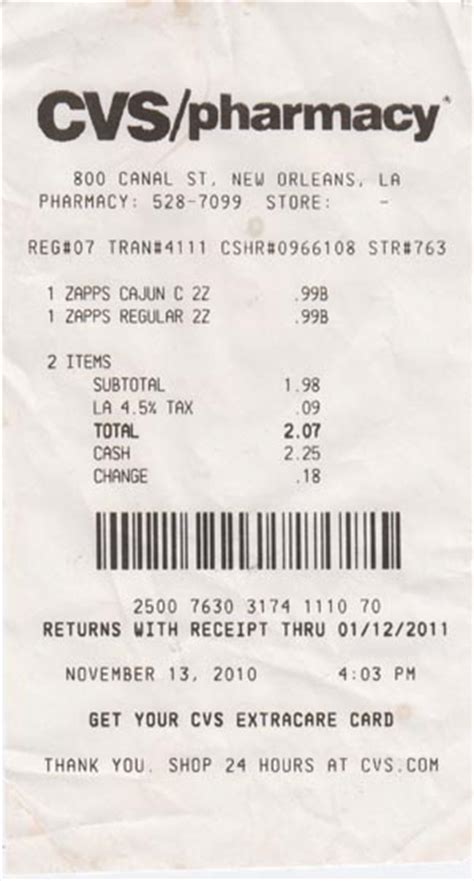 CVS/pharmacy
800 CANAL ST, NEW ORLEANS, LA
PHARMACY: 528-7099 STORE: -
REG#07 TRAN#4111 CSHR#0966108 STR#763
1 ZAPPS CAJUN C 2Z .99B
1 ZAPPS REGULAR 2Z .99B
2 ITEMS
SUBTOTAL 1.98
LA 4.5% TAX .09
TOTAL 2.07
CASH 2.25
CHANGE .18
2500 7630 3174 1110 70
RETURNS WITH RECEIPT THRU 01/12/2011
NOVEMBER 13, 2010 4:03 PM
GET YOUR CVS EXTRACARE CARD
THANK YOU. SHOP 24 HOURS AT CVS.COM